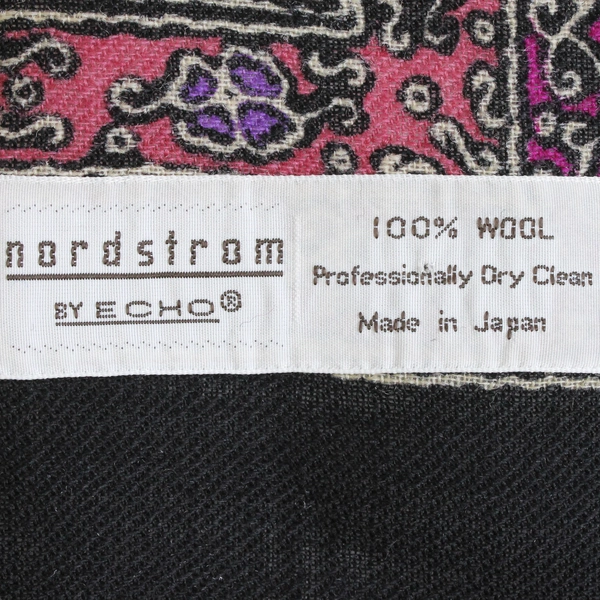 nordstrom
BY ECHO®
100% WOOL
Professionally Dry Clean
Made in Japan